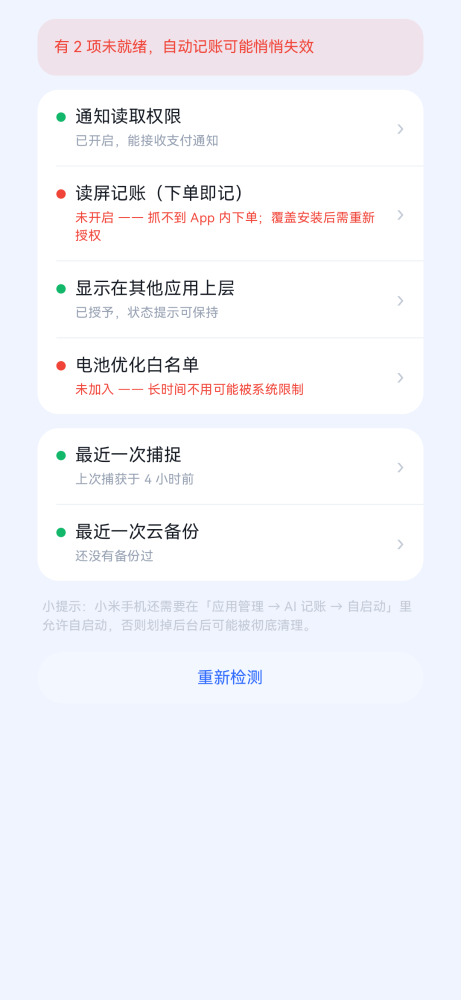 有 2 项未就绪，自动记账可能悄悄失效
通知读取权限
已开启，能接收支付通知
读屏记账（下单即记）
未开启 —— 抓不到 App 内下单；覆盖安装后需重新
授权
显示在其他应用上层
已授予，状态提示可保持
电池优化白名单
未加入 —— 长时间不用可能被系统限制
最近一次捕捉
上次捕获于 4 小时前
最近一次云备份
还没有备份过
小提示：小米手机还需要在「应用管理 → AI 记账 → 自启动」里
允许自启动，否则划掉后台后可能被彻底清理。
重新检测